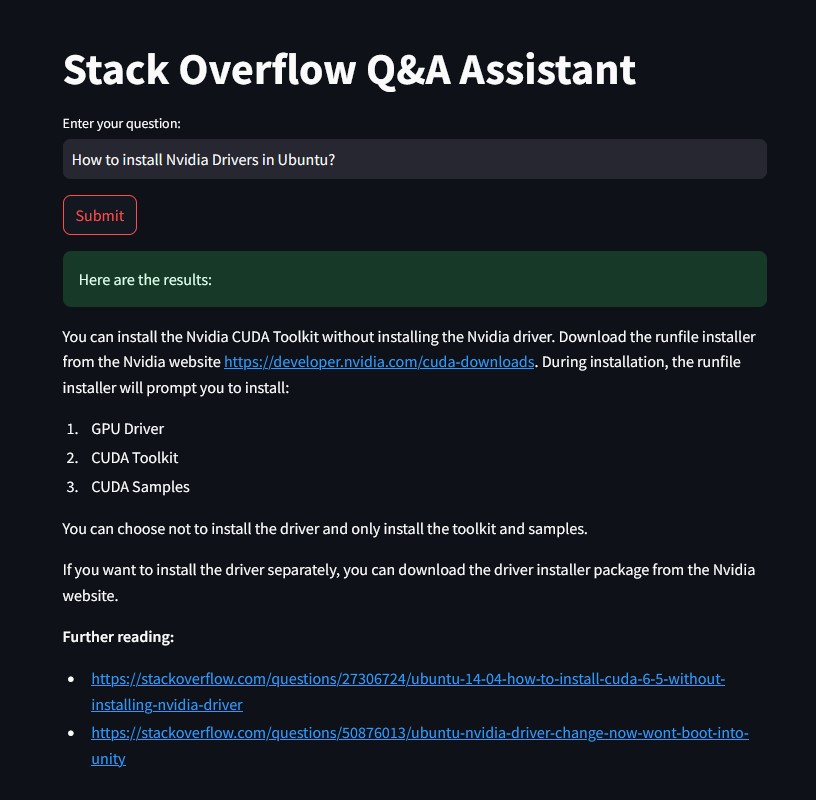 Stack Overflow Q&A Assistant
Enter your question:
How to install Nvidia Drivers in Ubuntu?
Submit
Here are the results:
You can install the Nvidia CUDA Toolkit without installing the Nvidia driver. Download the runfile installer
from the Nvidia website https://developer.nvidia.com/cuda-downloads. During installation, the runfile
installer will prompt you to install:
1. GPU Driver
2. CUDA Toolkit
3. CUDA Samples
You can choose not to install the driver and only install the toolkit and samples.
If you want to install the driver separately, you can download the driver installer package from the Nvidia
website.
Further reading:
• https://stackoverflow.com/questions/27306724/ubuntu-14-04-how-to-install-cuda-6-5-without-
installing-nvidia-driver
• https://stackoverflow.com/questions/50876013/ubuntu-nvidia-driver-change-now-wont-boot-into-
unity